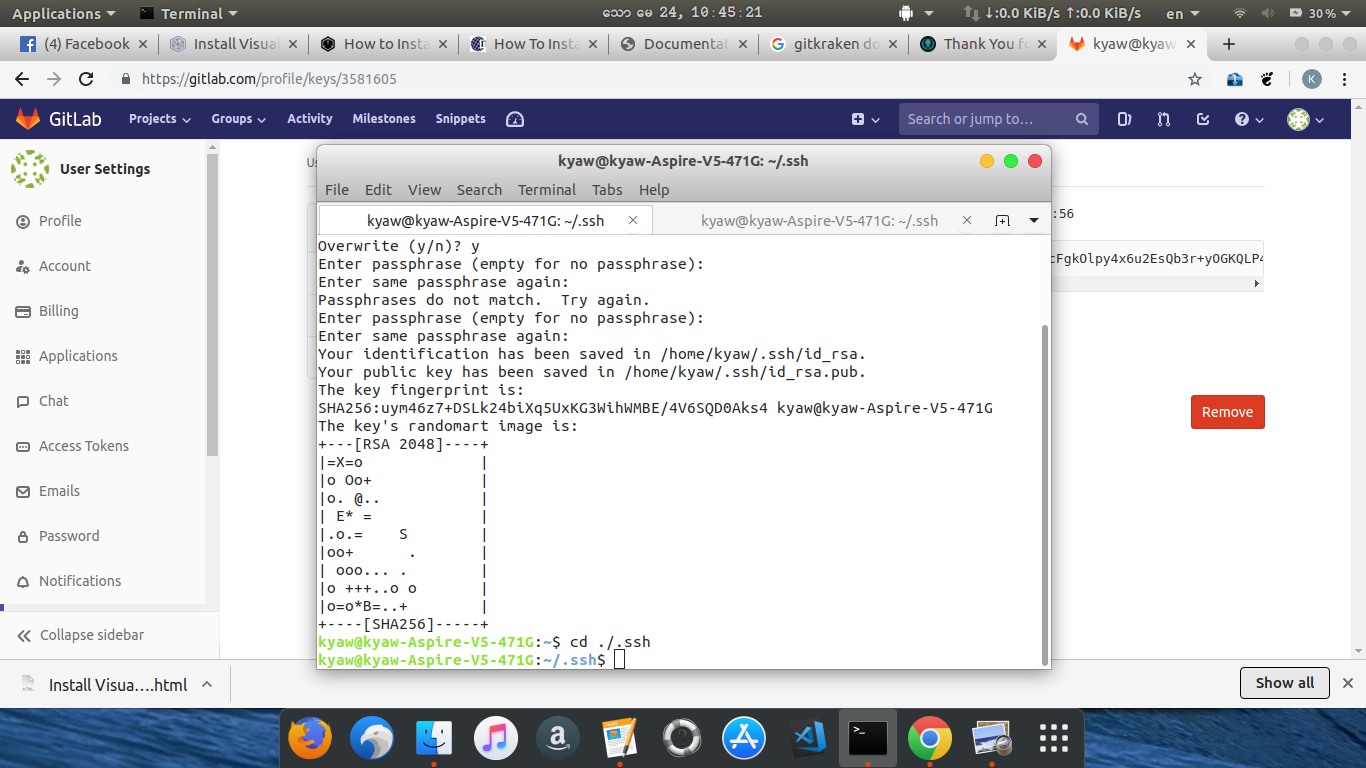 Applications Terminal သော မေ 24, 10:45:21 ↓:0.0 KiB/s ↑:0.0 KiB/s en 30 %
(4) Facebook Install Visua How to Insta How To Insta Documentat gitkraken do Thank You fo kyaw@kyaw
https://gitlab.com/profile/keys/3581605 K
GitLab Projects Groups Activity Milestones Snippets Search or jump to…
User Settings
Profile
Account
Billing
Applications
Chat
Access Tokens
Emails
Password
Notifications
Collapse sidebar
Us
:56
cFgkOlpy4x6u2EsQb3r+yOGKQLP4
Remove
kyaw@kyaw-Aspire-V5-471G: ~/.ssh
File Edit View Search Terminal Tabs Help
kyaw@kyaw-Aspire-V5-471G: ~/.ssh kyaw@kyaw-Aspire-V5-471G: ~/.ssh
Overwrite (y/n)? y
Enter passphrase (empty for no passphrase):
Enter same passphrase again:
Passphrases do not match.  Try again.
Enter passphrase (empty for no passphrase):
Enter same passphrase again:
Your identification has been saved in /home/kyaw/.ssh/id_rsa.
Your public key has been saved in /home/kyaw/.ssh/id_rsa.pub.
The key fingerprint is:
SHA256:uym46z7+DSLk24biXq5UxKG3WihWMBE/4V6SQD0Aks4 kyaw@kyaw-Aspire-V5-471G
The key's randomart image is:
+---[RSA 2048]----+
|=X=o             |
|o Oo+            |
|o. @..           |
| E* =            |
|.o.=    S        |
|oo+      .       |
| ooo... .        |
|o +++..o o       |
|o=o*B=..+        |
+----[SHA256]-----+
kyaw@kyaw-Aspire-V5-471G:~$ cd ./.ssh
kyaw@kyaw-Aspire-V5-471G:~/.ssh$
Install Visua….html Show all